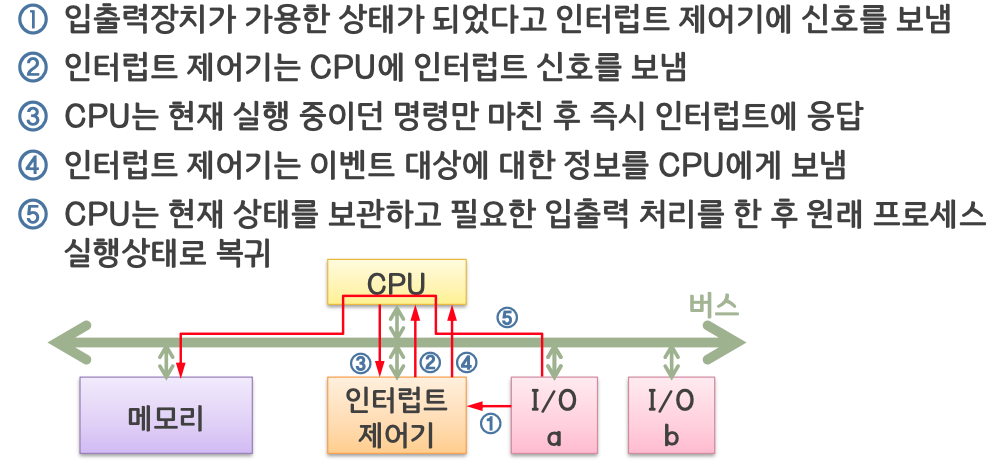 ① 입출력장치가 가용한 상태가 되었다고 인터럽트 제어기에 신호를 보냄
② 인터럽트 제어기는 CPU에 인터럽트 신호를 보냄
③ CPU는 현재 실행 중이던 명령만 마친 후 즉시 인터럽트에 응답
④ 인터럽트 제어기는 이벤트 대상에 대한 정보를 CPU에게 보냄
⑤ CPU는 현재 상태를 보관하고 필요한 입출력 처리를 한 후 원래 프로세스
실행상태로 복귀
CPU
버스
⑤
③
②
④
메모리
인터럽트
제어기
①
I/O
a
I/O
b